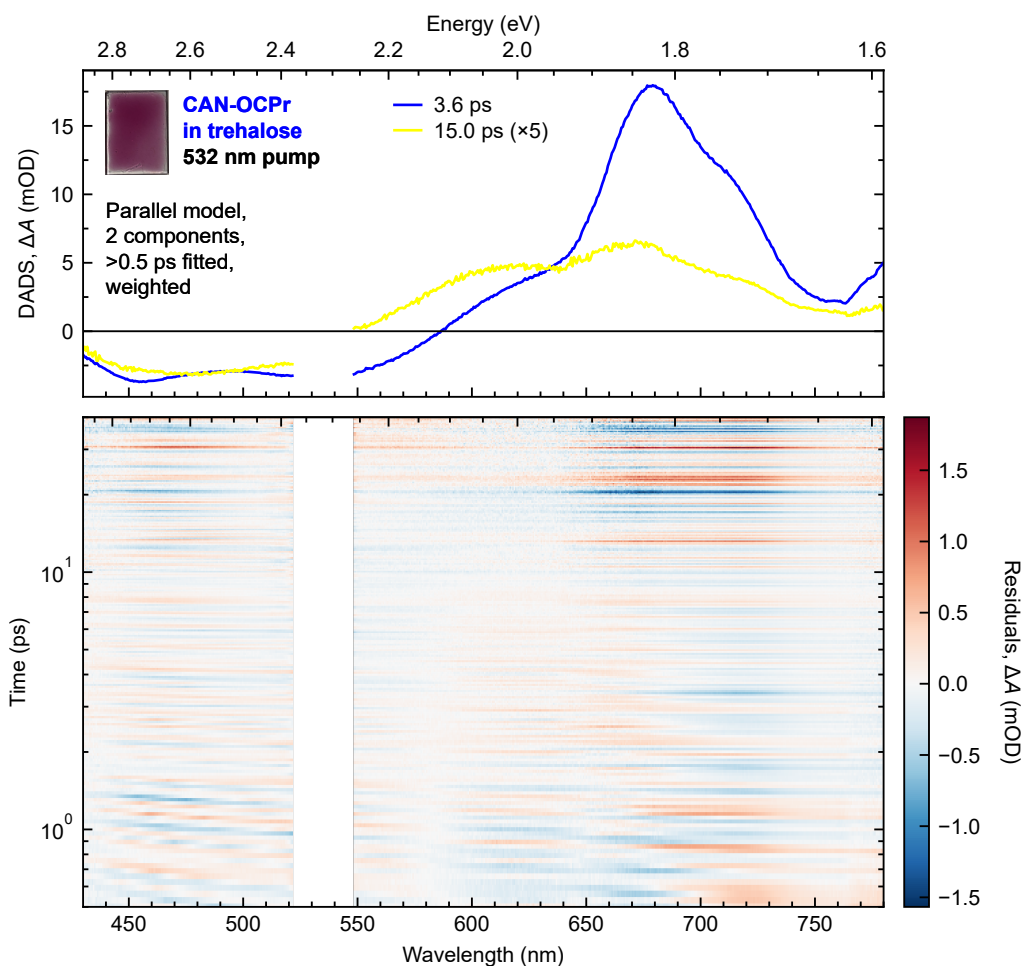 Energy (eV)
2.8 2.6 2.4 2.2 2.0 1.8 1.6
DADS, ΔA (mOD)
15
10
5
0
CAN-OCPr
in trehalose
532 nm pump
3.6 ps
15.0 ps (×5)
Parallel model,
2 components,
>0.5 ps fitted,
weighted
Time (ps)
10¹
10⁰
450 500 550 600 650 700 750
Wavelength (nm)
1.5
1.0
0.5
0.0
−0.5
−1.0
−1.5
Residuals, ΔA (mOD)